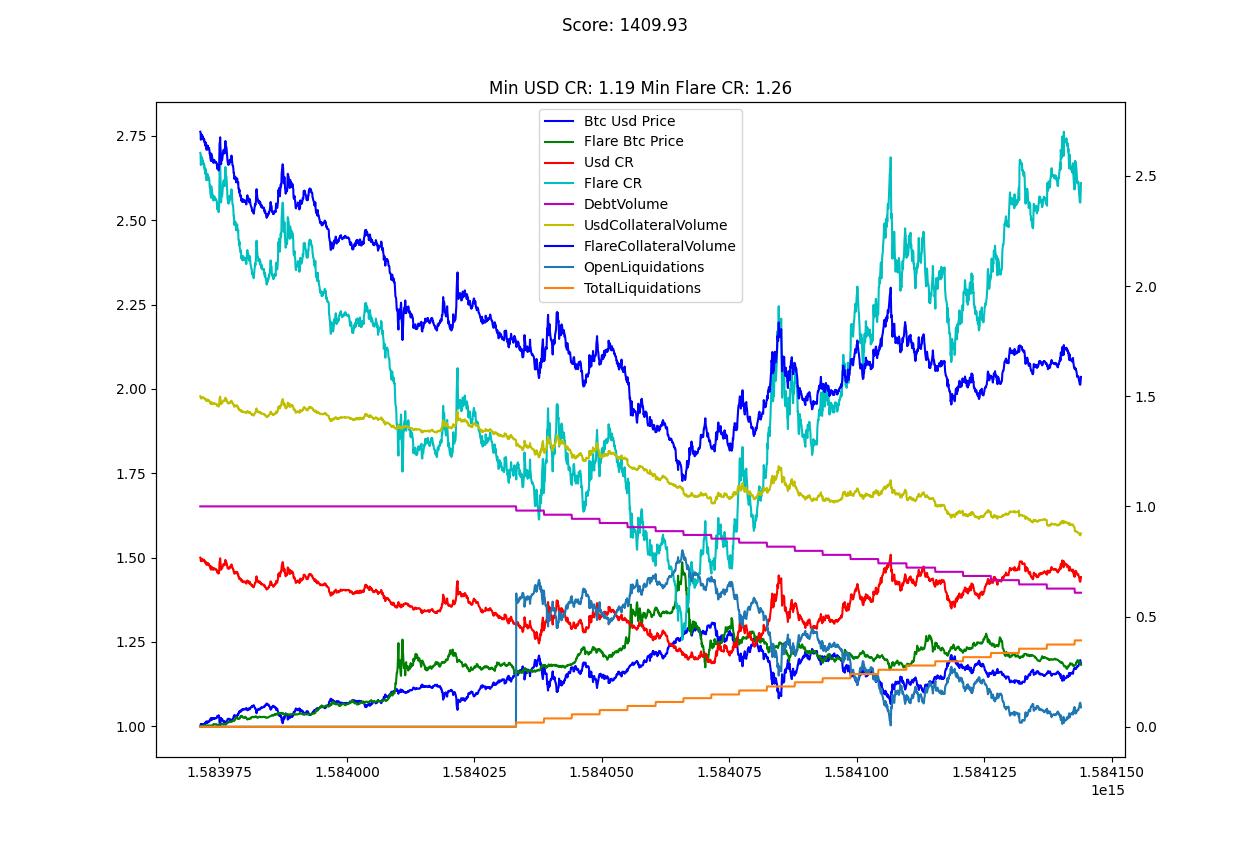 Score: 1409.93
Min USD CR: 1.19 Min Flare CR: 1.26
Btc Usd Price
Flare Btc Price
Usd CR
Flare CR
DebtVolume
UsdCollateralVolume
FlareCollateralVolume
OpenLiquidations
TotalLiquidations
2.75
2.50
2.25
2.00
1.75
1.50
1.25
1.00
2.5
2.0
1.5
1.0
0.5
0.0
1.583975
1.584000
1.584025
1.584050
1.584075
1.584100
1.584125
1.584150
1e15